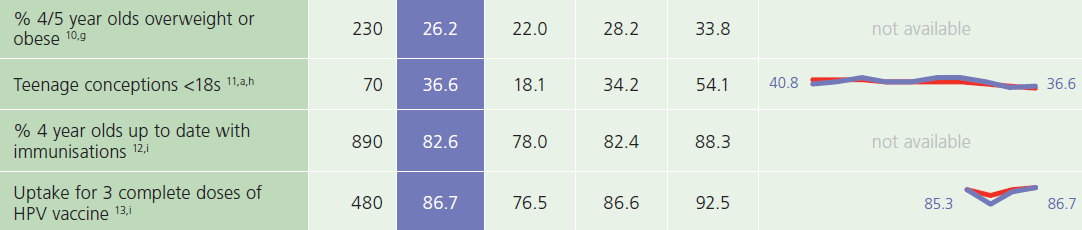 % 4/5 year olds overweight or
obese 10,g 230 26.2 22.0 28.2 33.8 not available
Teenage conceptions <18s 11,a,h 70 36.6 18.1 34.2 54.1 40.8 36.6
% 4 year olds up to date with
immunisations 12,i 890 82.6 78.0 82.4 88.3 not available
Uptake for 3 complete doses of
HPV vaccine 13,i 480 86.7 76.5 86.6 92.5 85.3 86.7